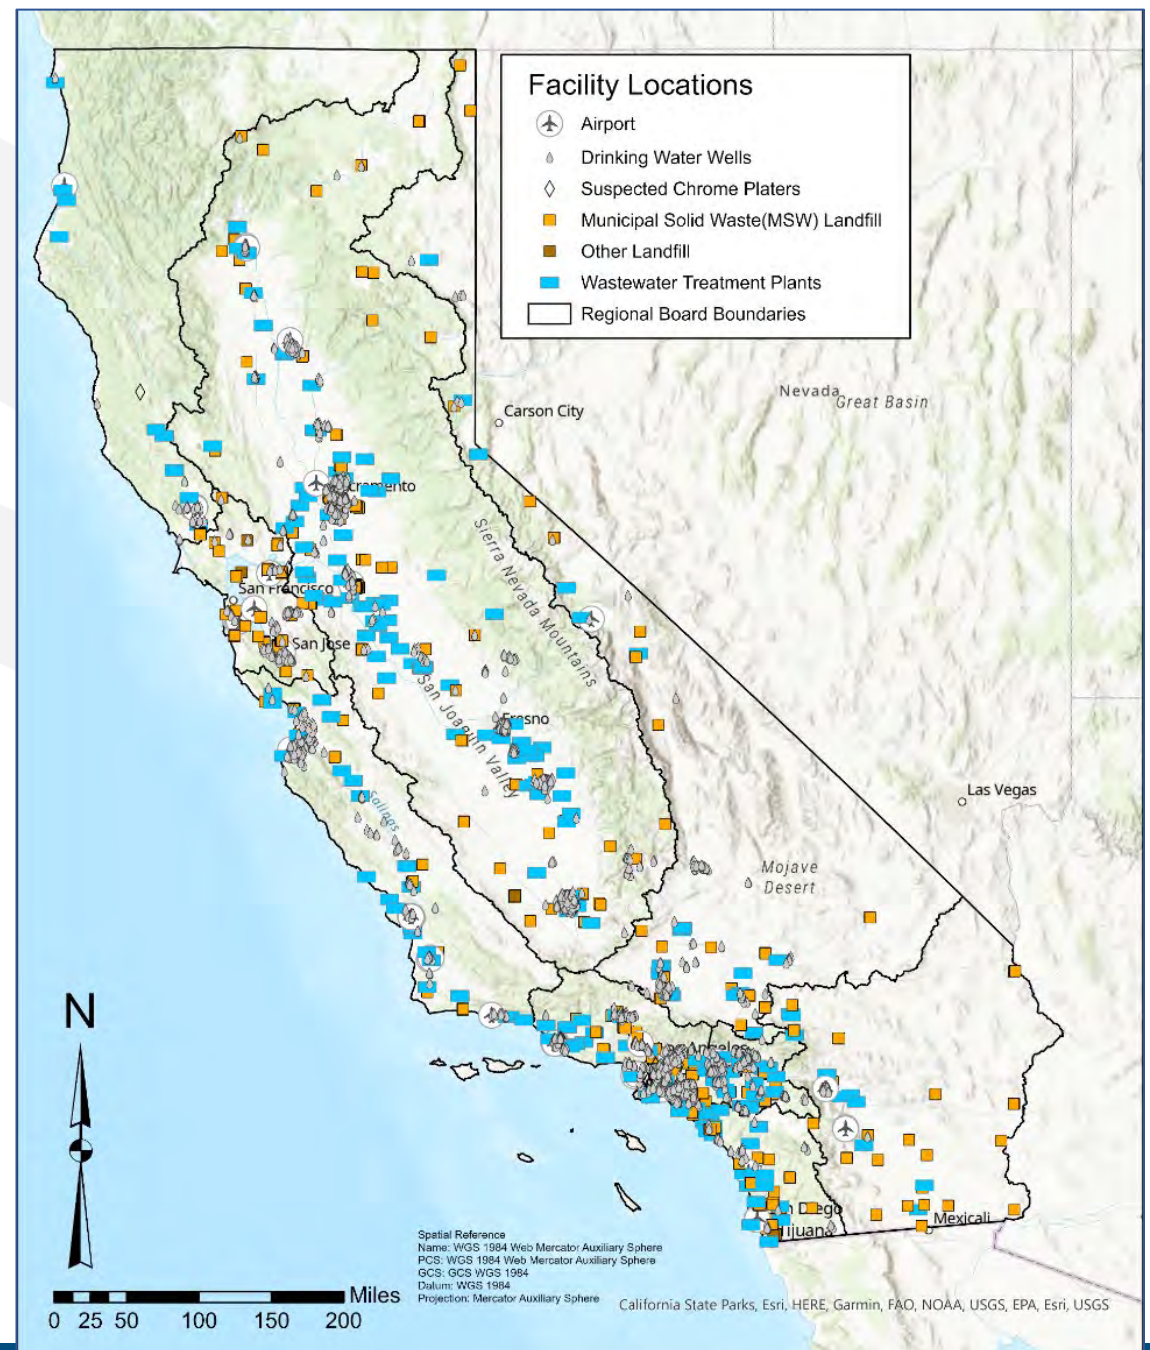 Facility Locations
Airport
Drinking Water Wells
Suspected Chrome Platers
Municipal Solid Waste(MSW) Landfill
Other Landfill
Wastewater Treatment Plants
Regional Board Boundaries
Nevada
Great Basin
Carson City
Sierra Nevada Mountains
San Francisco
San Jose
San Joaquin Valley
Fresno
Las Vegas
Salinas
Mojave
Desert
Mexicali
N
Spatial Reference
Name: WGS 1984 Web Mercator Auxiliary Sphere
PCS: WGS 1984 Web Mercator Auxiliary Sphere
GCS: GCS WGS 1984
Datum: WGS 1984
Projection: Mercator Auxiliary Sphere
Miles
0 25 50 100 150 200
California State Parks, Esri, HERE, Garmin, FAO, NOAA, USGS, EPA, Esri, USGS